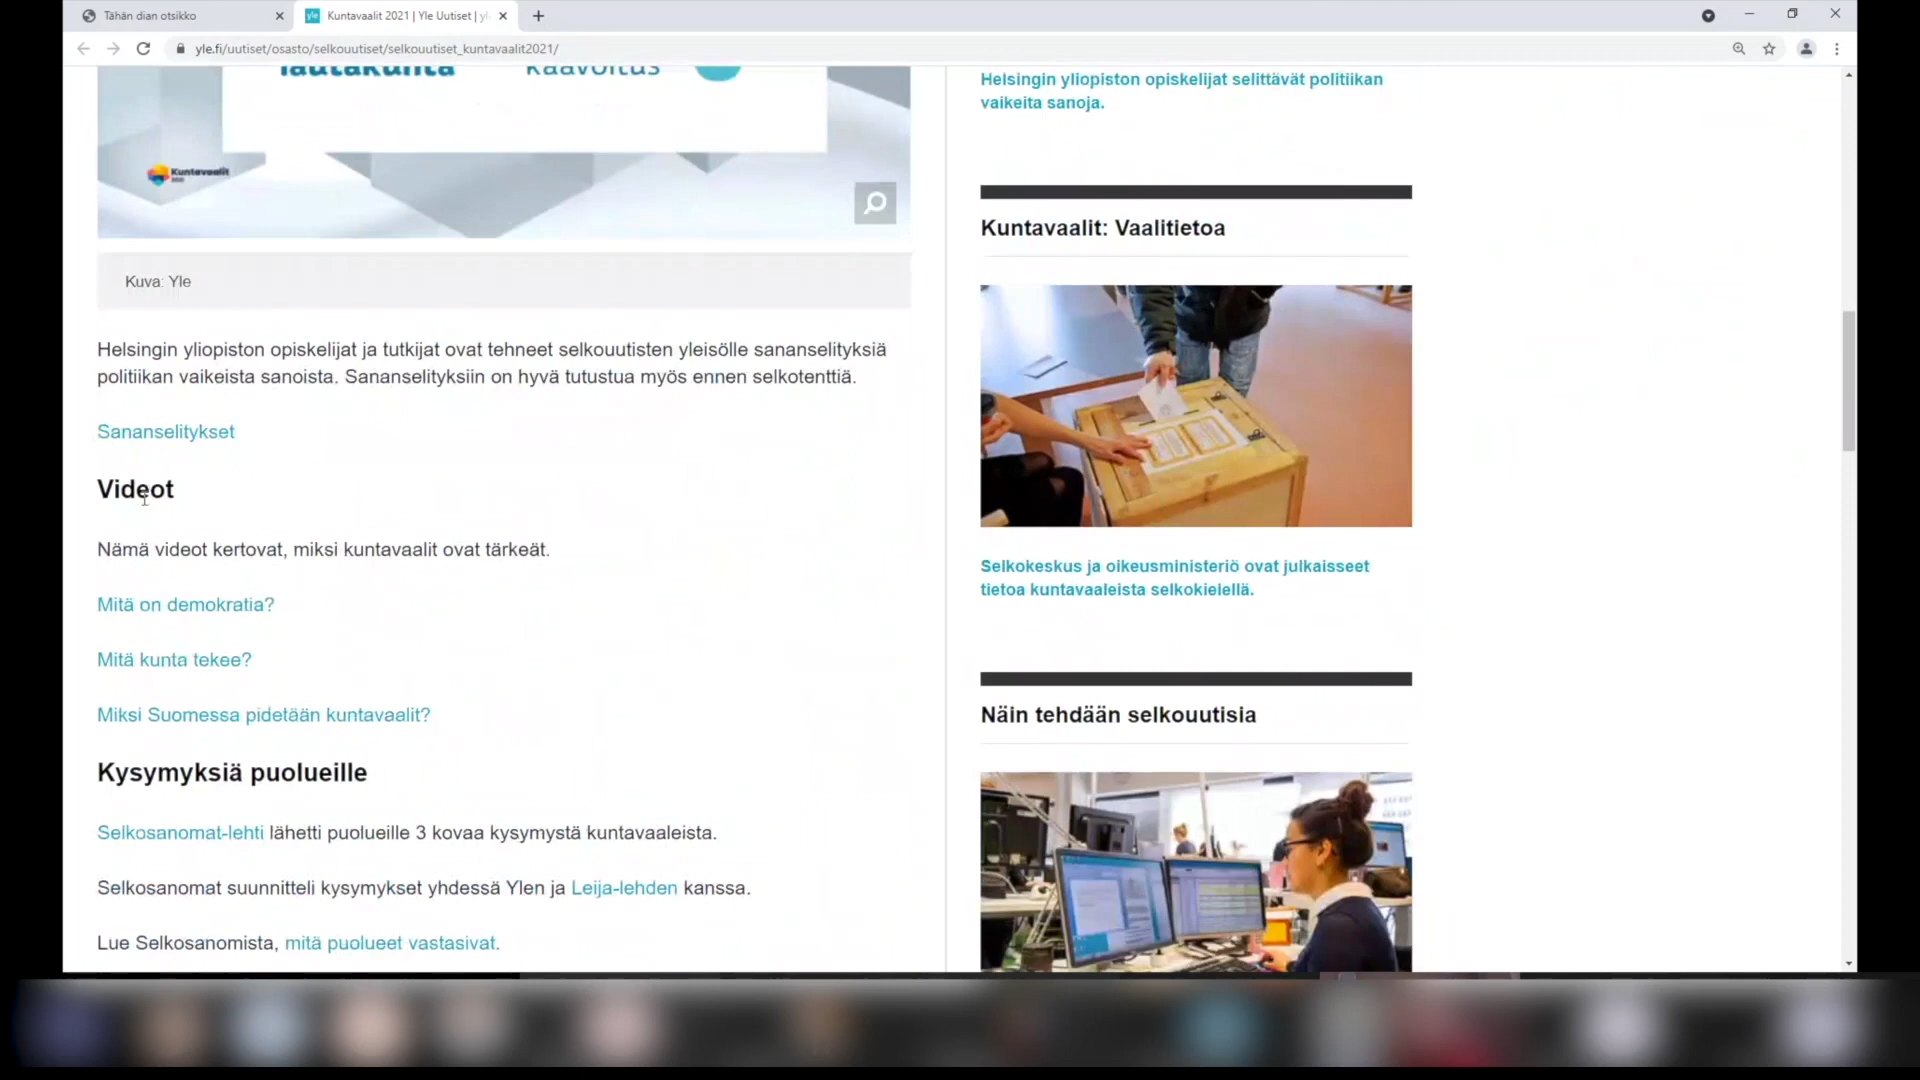 Tähän dian otsikko
Kuntavaalit 2021 | Yle Uutiset | yl
yle.fi/uutiset/osasto/selkouutiset/selkouutiset_kuntavaalit2021/
lautakunta kaavoitus
Kuntavaalit
Kuva: Yle
Helsingin yliopiston opiskelijat ja tutkijat ovat tehneet selkouutisten yleisölle sananselityksiä
politiikan vaikeista sanoista. Sananselityksiin on hyvä tutustua myös ennen selkotenttiä.
Sananselitykset
Videot
Nämä videot kertovat, miksi kuntavaalit ovat tärkeät.
Mitä on demokratia?
Mitä kunta tekee?
Miksi Suomessa pidetään kuntavaalit?
Kysymyksiä puolueille
Selkosanomat-lehti lähetti puolueille 3 kovaa kysymystä kuntavaaleista.
Selkosanomat suunnitteli kysymykset yhdessä Ylen ja Leija-lehden kanssa.
Lue Selkosanomista, mitä puolueet vastasivat.
Helsingin yliopiston opiskelijat selittävät politiikan
vaikeita sanoja.
Kuntavaalit: Vaalitietoa
Selkokeskus ja oikeusministeriö ovat julkaisseet
tietoa kuntavaaleista selkokielellä.
Näin tehdään selkouutisia